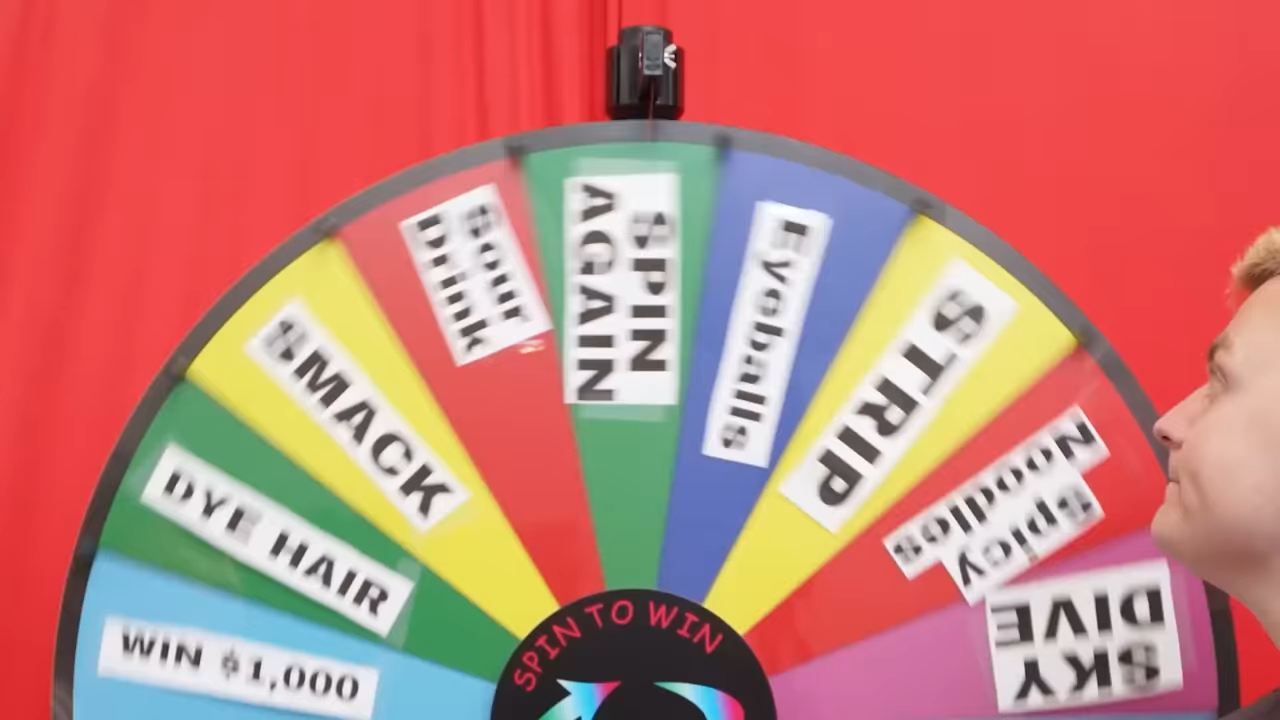 WIN $1,000
DYE HAIR
SMACK
Sour
Drink
SPIN
AGAIN
Eyeballs
STRIP
Spicy
Noodles
SKY
DIVE
SPIN TO WIN